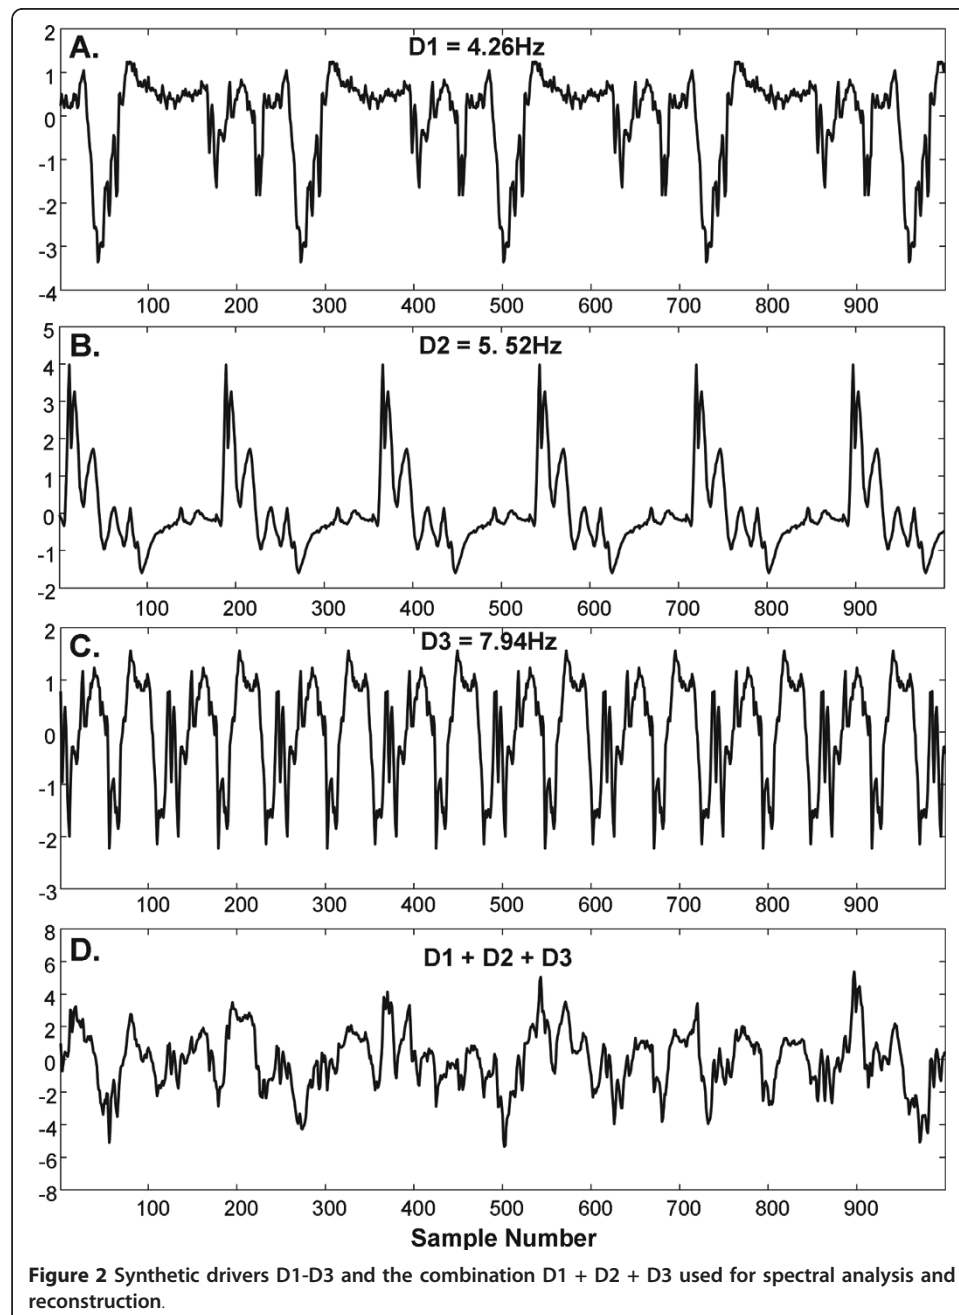 A.
D1 = 4.26Hz
2
1
0
-1
-2
-3
-4
100 200 300 400 500 600 700 800 900
B.
D2 = 5. 52Hz
5
4
3
2
1
0
-1
-2
100 200 300 400 500 600 700 800 900
C.
D3 = 7.94Hz
2
1
0
-1
-2
-3
100 200 300 400 500 600 700 800 900
D.
D1 + D2 + D3
8
6
4
2
0
-2
-4
-6
-8
100 200 300 400 500 600 700 800 900
Sample Number
Figure 2 Synthetic drivers D1-D3 and the combination D1 + D2 + D3 used for spectral analysis and
reconstruction.